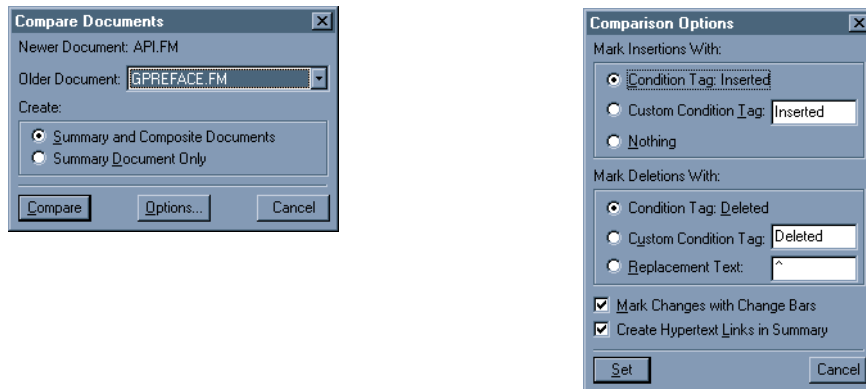 Compare Documents
Newer Document: API.FM
Older Document: GPREFACE.FM
Create:
Summary and Composite Documents
Summary Document Only
Compare Options... Cancel
Comparison Options
Mark Insertions With:
Condition Tag: Inserted
Custom Condition Tag: Inserted
Nothing
Mark Deletions With:
Condition Tag: Deleted
Custom Condition Tag: Deleted
Replacement Text: ^
Mark Changes with Change Bars
Create Hypertext Links in Summary
Set Cancel